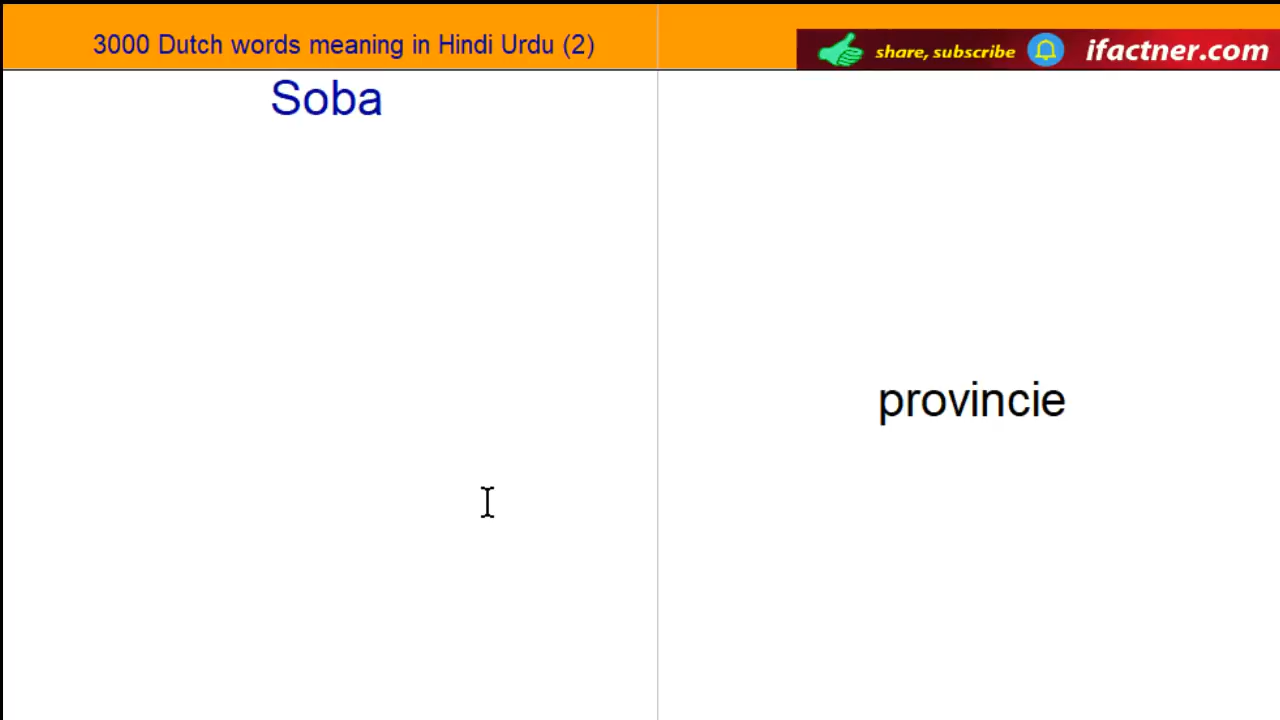 3000 Dutch words meaning in Hindi Urdu (2)
share, subscribe
ifactner.com
Soba
provincie